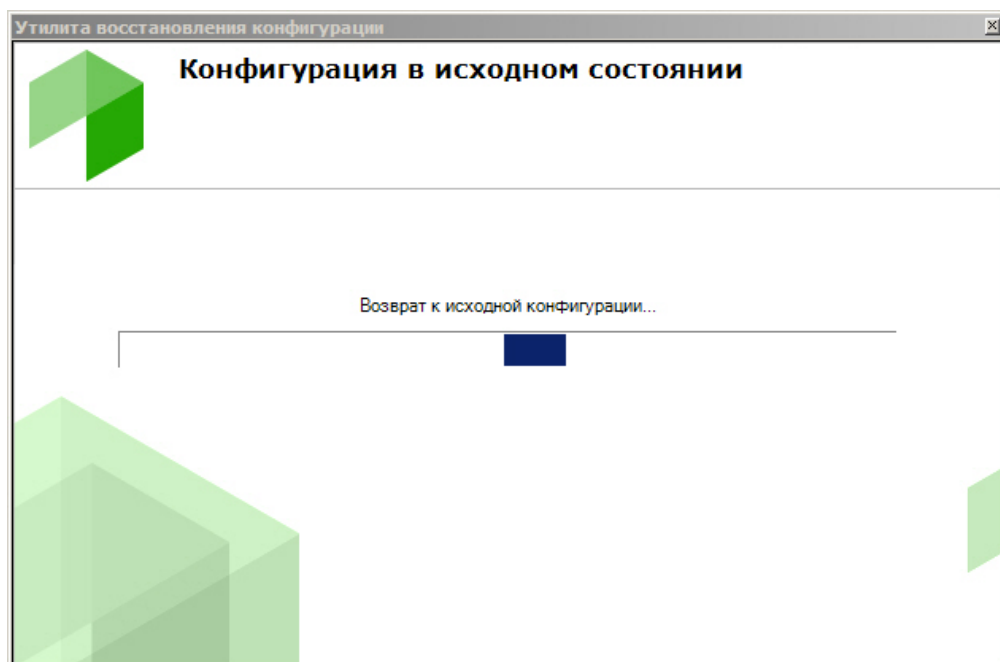 Утилита восстановления конфигурации
Конфигурация в исходном состоянии
Возврат к исходной конфигурации...